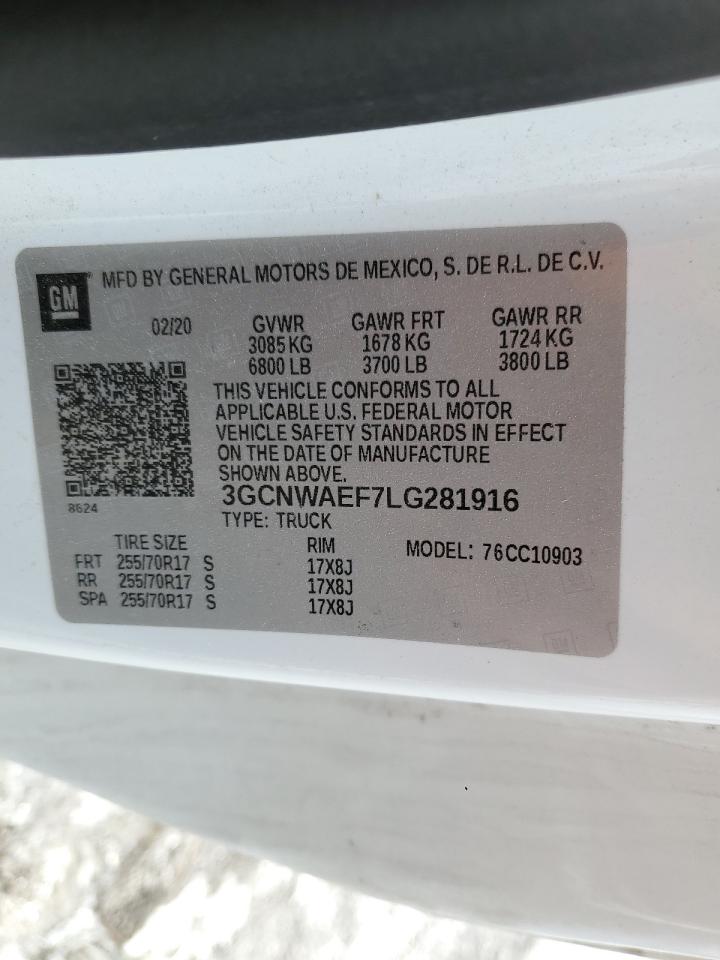 GM
MFD BY GENERAL MOTORS DE MEXICO, S. DE R.L. DE C.V.
02/20 GVWR GAWR FRT GAWR RR
3085 KG 1678 KG 1724 KG
6800 LB 3700 LB 3800 LB
THIS VEHICLE CONFORMS TO ALL
APPLICABLE U.S. FEDERAL MOTOR
VEHICLE SAFETY STANDARDS IN EFFECT
ON THE DATE OF MANUFACTURE
SHOWN ABOVE.
8624
3GCNWAEF7LG281916
TYPE: TRUCK
TIRE SIZE RIM MODEL: 76CC10903
FRT 255/70R17 S 17X8J
RR 255/70R17 S 17X8J
SPA 255/70R17 S 17X8J